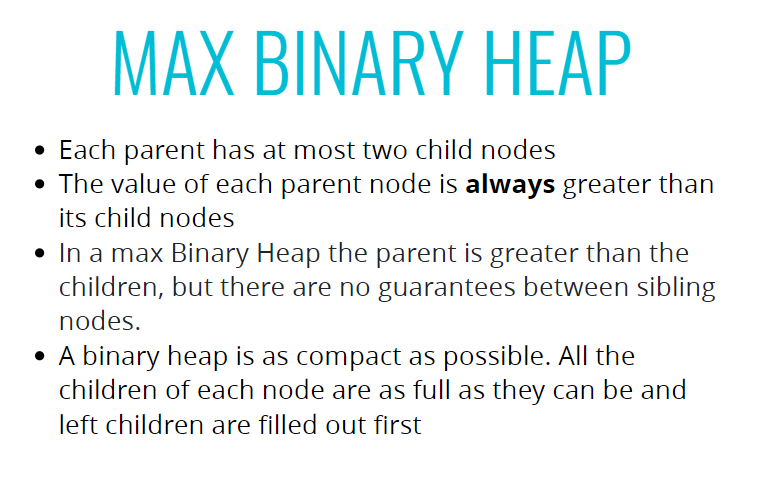 MAX BINARY HEAP
• Each parent has at most two child nodes
• The value of each parent node is always greater than
its child nodes
• In a max Binary Heap the parent is greater than the
children, but there are no guarantees between sibling
nodes.
• A binary heap is as compact as possible. All the
children of each node are as full as they can be and
left children are filled out first